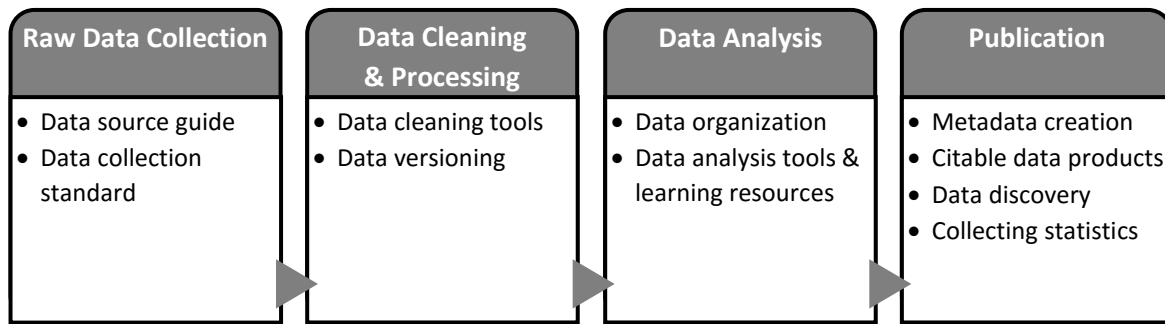 Raw Data Collection
• Data source guide
• Data collection
standard
Data Cleaning
& Processing
• Data cleaning tools
• Data versioning
Data Analysis
• Data organization
• Data analysis tools &
learning resources
Publication
• Metadata creation
• Citable data products
• Data discovery
• Collecting statistics